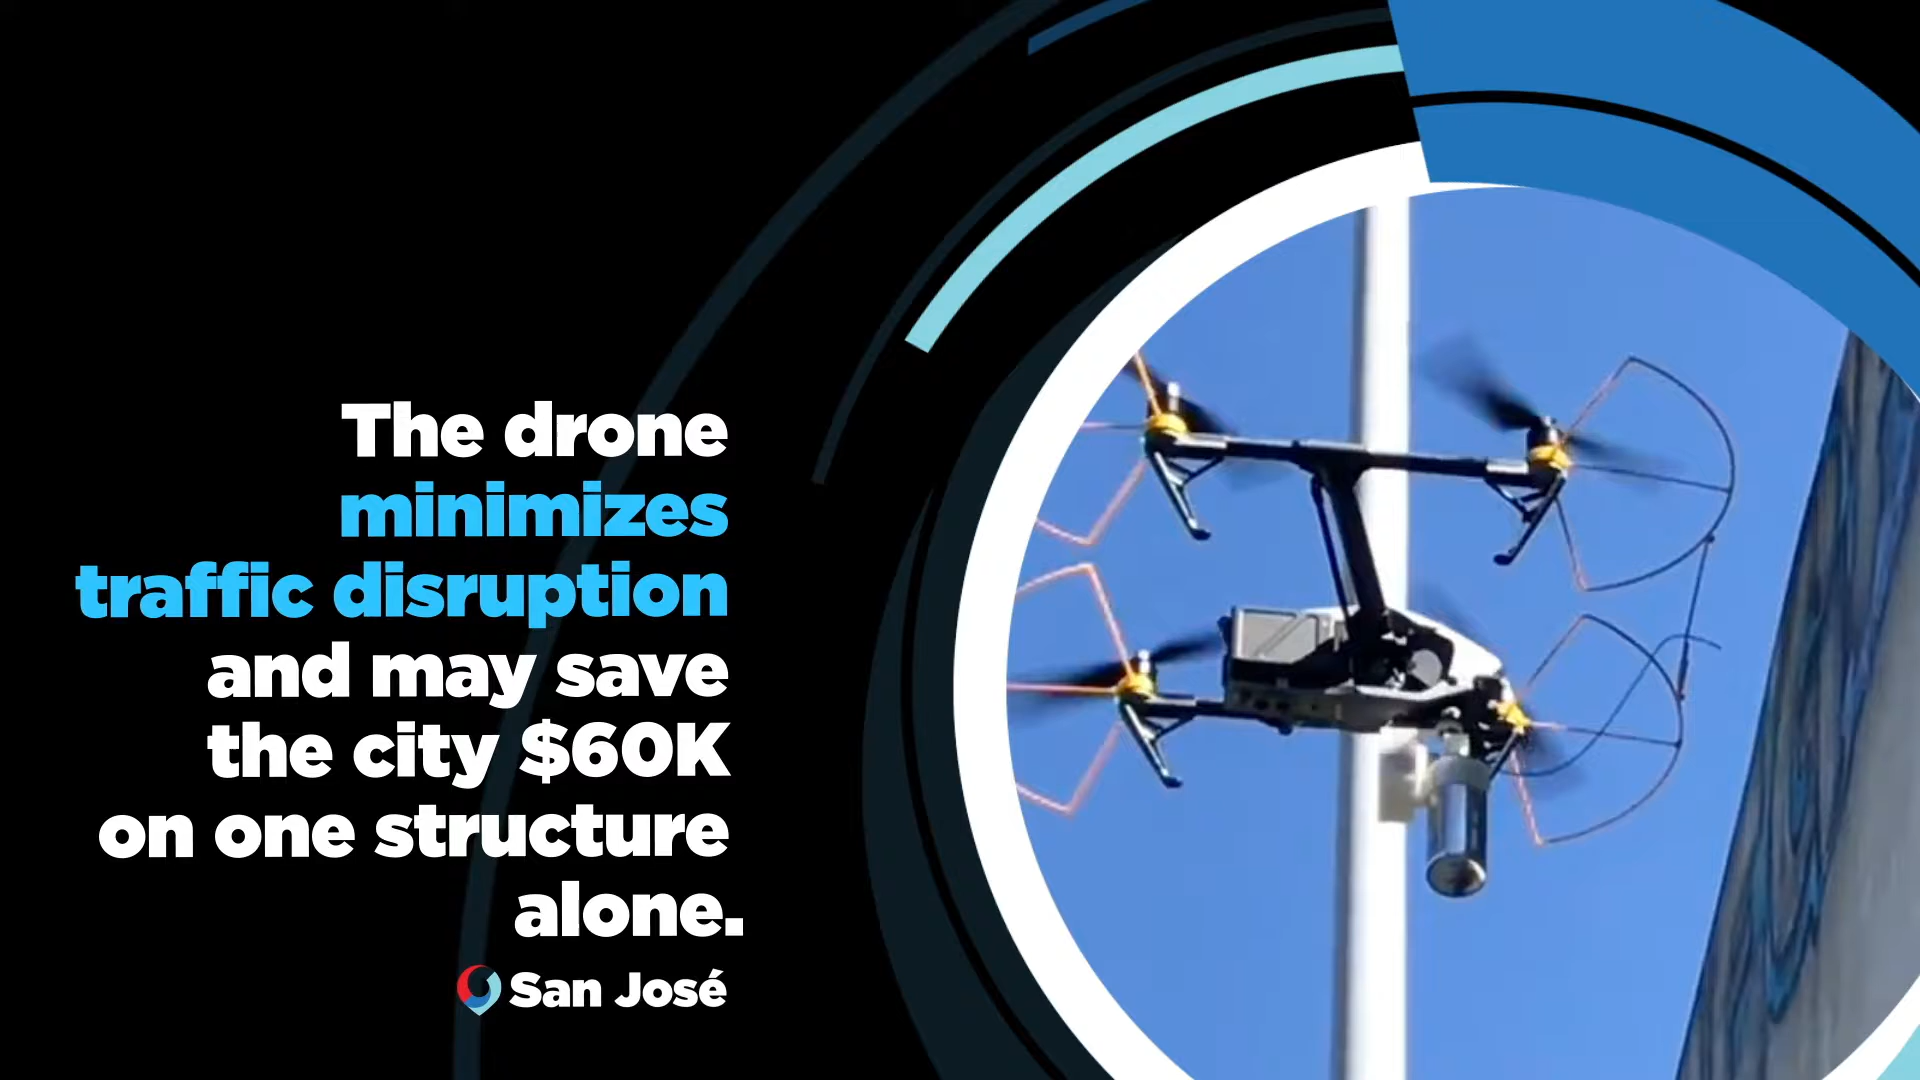 The drone
minimizes
traffic disruption
and may save
the city $60K
on one structure
alone.
San José